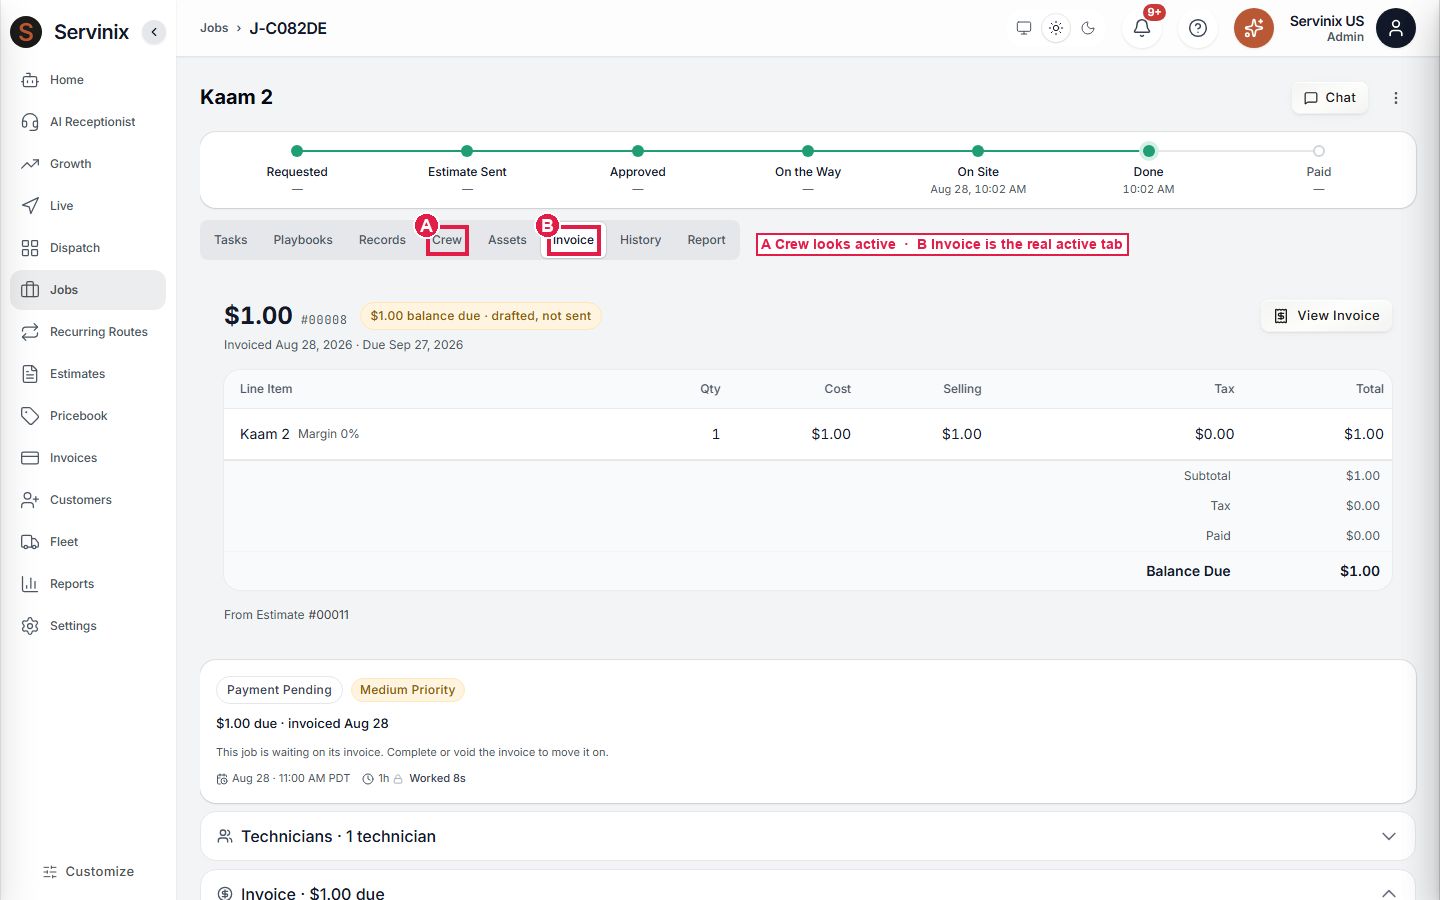 Servinix
Jobs › J-C082DE
9+
Servinix US
Admin
Home
AI Receptionist
Growth
Live
Dispatch
Jobs
Recurring Routes
Estimates
Pricebook
Invoices
Customers
Fleet
Reports
Settings
Customize
Kaam 2
Chat
Requested
—
Estimate Sent
—
Approved
—
On the Way
—
On Site
Aug 28, 10:02 AM
Done
10:02 AM
Paid
—
Tasks Playbooks Records A Crew Assets B Invoice History Report
A Crew looks active · B Invoice is the real active tab
$1.00 #00008 $1.00 balance due · drafted, not sent
View Invoice
Invoiced Aug 28, 2026 · Due Sep 27, 2026
Line Item Qty Cost Selling Tax Total
Kaam 2 Margin 0% 1 $1.00 $1.00 $0.00 $1.00
Subtotal $1.00
Tax $0.00
Paid $0.00
Balance Due $1.00
From Estimate #00011
Payment Pending Medium Priority
$1.00 due · invoiced Aug 28
This job is waiting on its invoice. Complete or void the invoice to move it on.
Aug 28 · 11:00 AM PDT 1h Worked 8s
Technicians · 1 technician
Invoice · $1.00 due